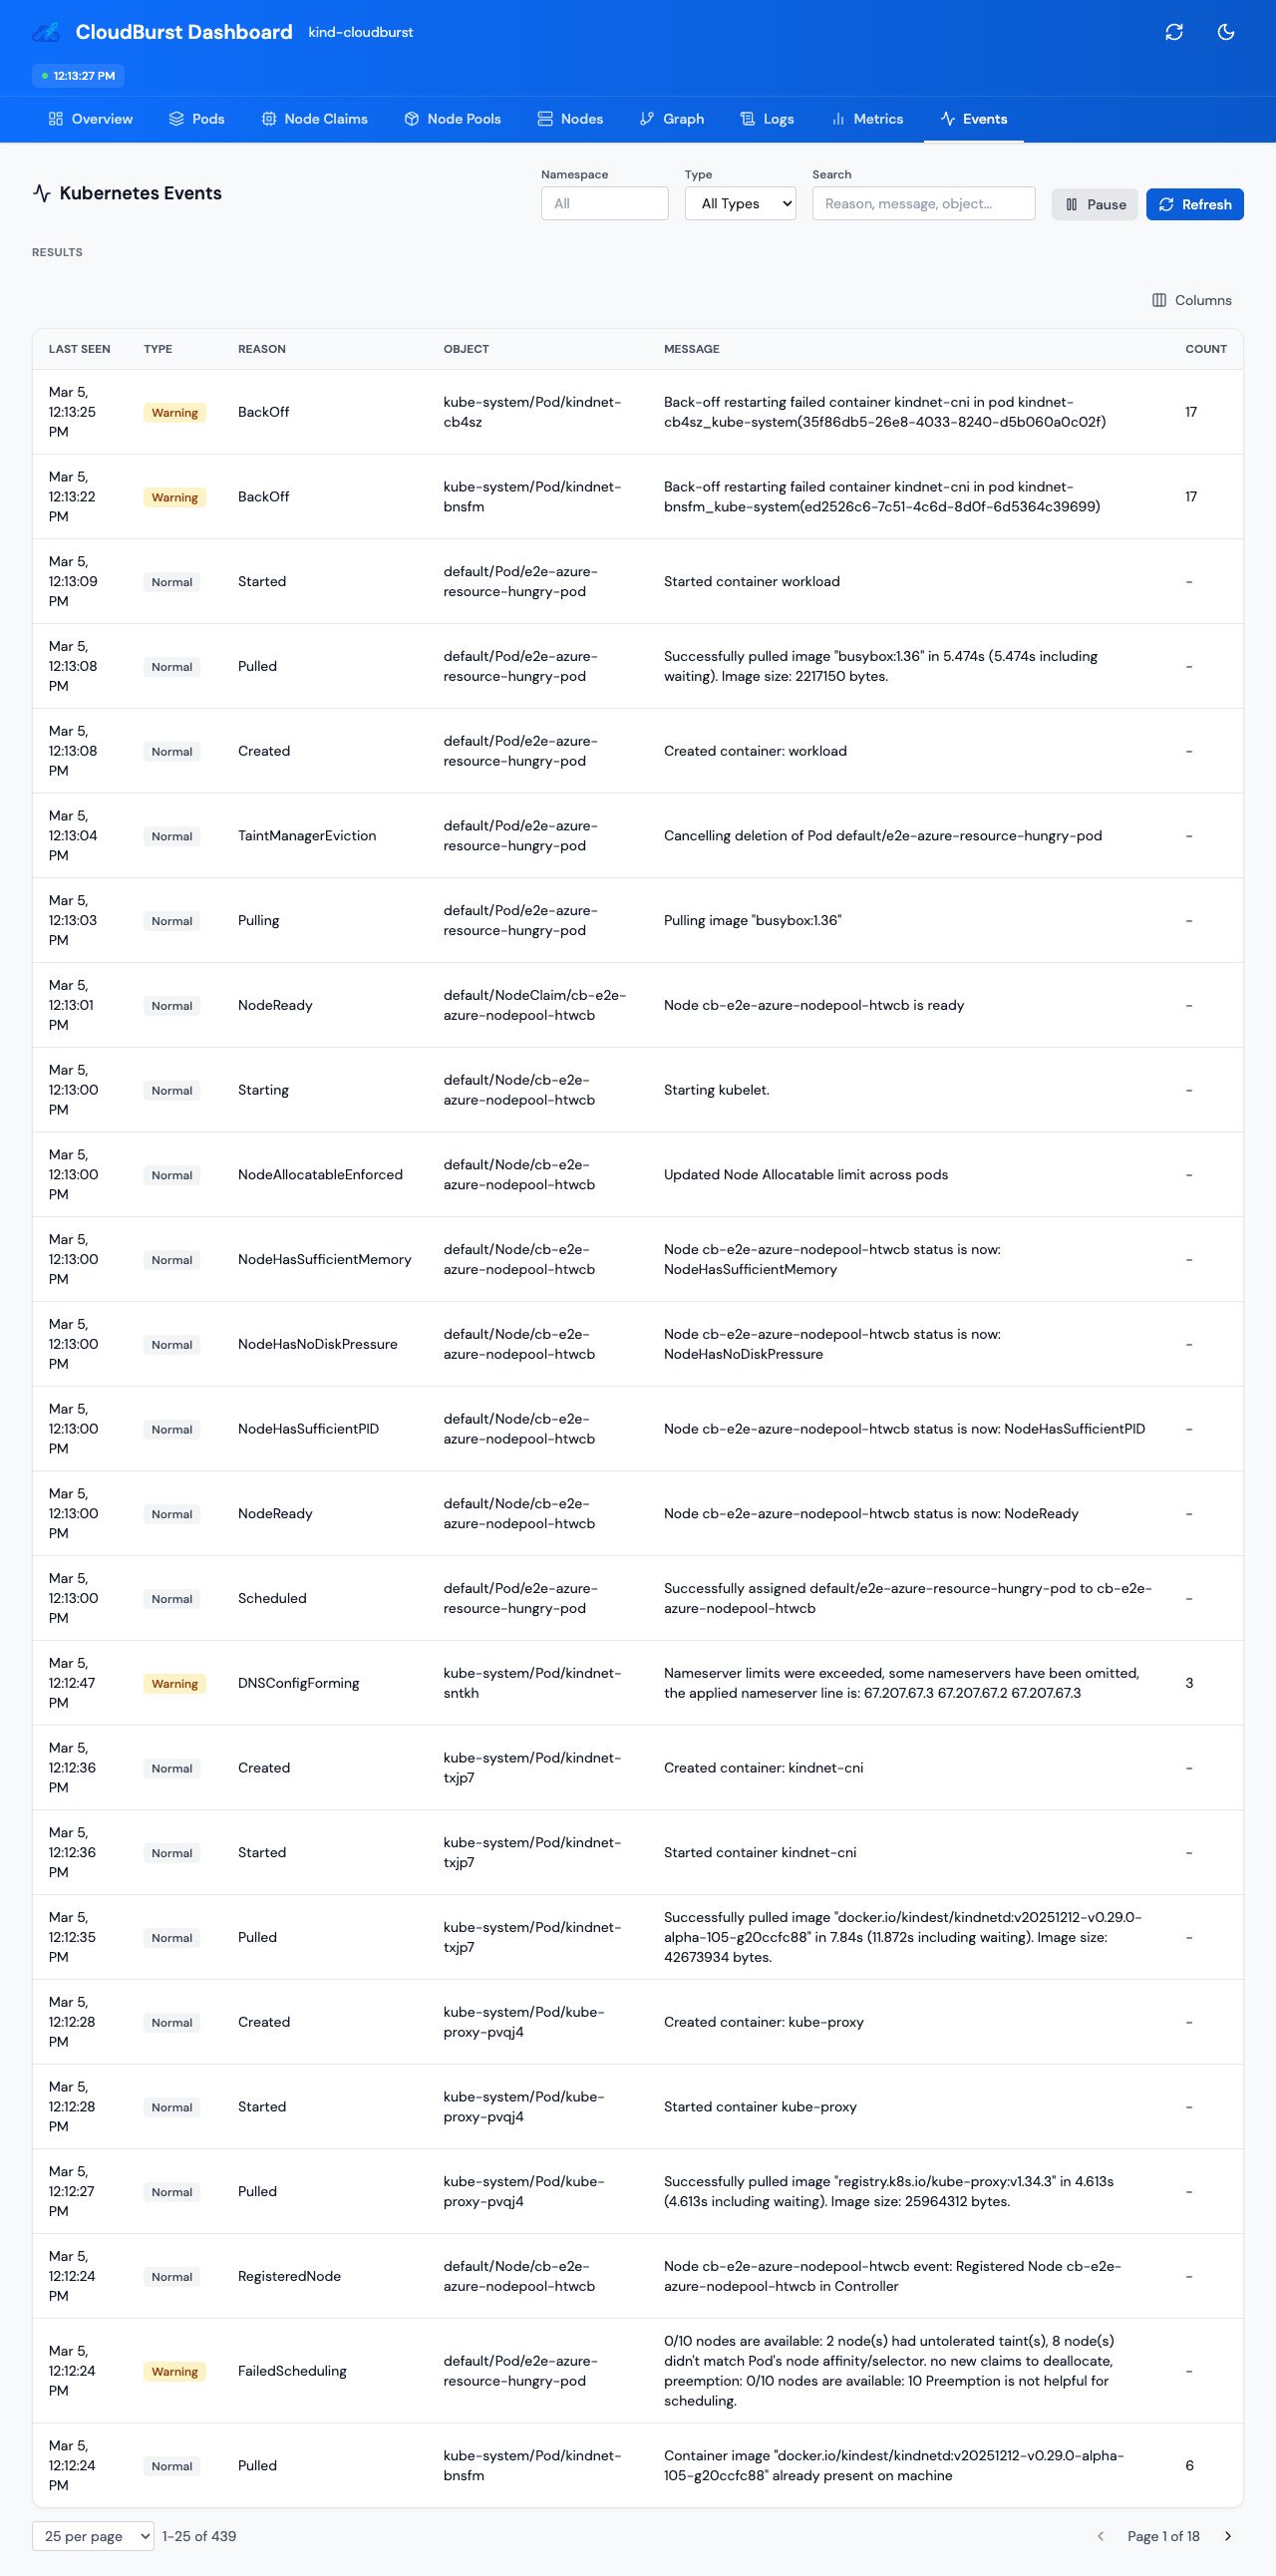 CloudBurst Dashboard kind-cloudburst
12:13:27 PM
Overview Pods Node Claims Node Pools Nodes Graph Logs Metrics Events
Kubernetes Events
Namespace Type Search
All All Types Reason, message, object... Pause Refresh
RESULTS
Columns
LAST SEEN TYPE REASON OBJECT MESSAGE COUNT
Mar 5,
12:13:25
PM
Warning
BackOff
kube-system/Pod/kindnet-
cb4sz
Back-off restarting failed container kindnet-cni in pod kindnet-
cb4sz_kube-system(35f86db5-26e8-4033-8240-d5b060a0c02f)
17
Mar 5,
12:13:22
PM
Warning
BackOff
kube-system/Pod/kindnet-
bnsfm
Back-off restarting failed container kindnet-cni in pod kindnet-
bnsfm_kube-system(ed2526c6-7c51-4c6d-8d0f-6d5364c39699)
17
Mar 5,
12:13:09
PM
Normal
Started
default/Pod/e2e-azure-
resource-hungry-pod
Started container workload
-
Mar 5,
12:13:08
PM
Normal
Pulled
default/Pod/e2e-azure-
resource-hungry-pod
Successfully pulled image "busybox:1.36" in 5.474s (5.474s including
waiting). Image size: 2217150 bytes.
-
Mar 5,
12:13:08
PM
Normal
Created
default/Pod/e2e-azure-
resource-hungry-pod
Created container: workload
-
Mar 5,
12:13:04
PM
Normal
TaintManagerEviction
default/Pod/e2e-azure-
resource-hungry-pod
Cancelling deletion of Pod default/e2e-azure-resource-hungry-pod
-
Mar 5,
12:13:03
PM
Normal
Pulling
default/Pod/e2e-azure-
resource-hungry-pod
Pulling image "busybox:1.36"
-
Mar 5,
12:13:01
PM
Normal
NodeReady
default/NodeClaim/cb-e2e-
azure-nodepool-htwcb
Node cb-e2e-azure-nodepool-htwcb is ready
-
Mar 5,
12:13:00
PM
Normal
Starting
default/Node/cb-e2e-
azure-nodepool-htwcb
Starting kubelet.
-
Mar 5,
12:13:00
PM
Normal
NodeAllocatableEnforced
default/Node/cb-e2e-
azure-nodepool-htwcb
Updated Node Allocatable limit across pods
-
Mar 5,
12:13:00
PM
Normal
NodeHasSufficientMemory
default/Node/cb-e2e-
azure-nodepool-htwcb
Node cb-e2e-azure-nodepool-htwcb status is now:
NodeHasSufficientMemory
-
Mar 5,
12:13:00
PM
Normal
NodeHasNoDiskPressure
default/Node/cb-e2e-
azure-nodepool-htwcb
Node cb-e2e-azure-nodepool-htwcb status is now:
NodeHasNoDiskPressure
-
Mar 5,
12:13:00
PM
Normal
NodeHasSufficientPID
default/Node/cb-e2e-
azure-nodepool-htwcb
Node cb-e2e-azure-nodepool-htwcb status is now: NodeHasSufficientPID
-
Mar 5,
12:13:00
PM
Normal
NodeReady
default/Node/cb-e2e-
azure-nodepool-htwcb
Node cb-e2e-azure-nodepool-htwcb status is now: NodeReady
-
Mar 5,
12:13:00
PM
Normal
Scheduled
default/Pod/e2e-azure-
resource-hungry-pod
Successfully assigned default/e2e-azure-resource-hungry-pod to cb-e2e-
azure-nodepool-htwcb
-
Mar 5,
12:12:47
PM
Warning
DNSConfigForming
kube-system/Pod/kindnet-
sntkh
Nameserver limits were exceeded, some nameservers have been omitted,
the applied nameserver line is: 67.207.67.3 67.207.67.2 67.207.67.3
3
Mar 5,
12:12:36
PM
Normal
Created
kube-system/Pod/kindnet-
txjp7
Created container: kindnet-cni
-
Mar 5,
12:12:36
PM
Normal
Started
kube-system/Pod/kindnet-
txjp7
Started container kindnet-cni
-
Mar 5,
12:12:35
PM
Normal
Pulled
kube-system/Pod/kindnet-
txjp7
Successfully pulled image "docker.io/kindest/kindnetd:v20251212-v0.29.0-
alpha-105-g20ccfc88" in 7.84s (11.872s including waiting). Image size:
42673934 bytes.
-
Mar 5,
12:12:28
PM
Normal
Created
kube-system/Pod/kube-
proxy-pvqj4
Created container: kube-proxy
-
Mar 5,
12:12:28
PM
Normal
Started
kube-system/Pod/kube-
proxy-pvqj4
Started container kube-proxy
-
Mar 5,
12:12:27
PM
Normal
Pulled
kube-system/Pod/kube-
proxy-pvqj4
Successfully pulled image "registry.k8s.io/kube-proxy:v1.34.3" in 4.613s
(4.613s including waiting). Image size: 25964312 bytes.
-
Mar 5,
12:12:24
PM
Normal
RegisteredNode
default/Node/cb-e2e-
azure-nodepool-htwcb
Node cb-e2e-azure-nodepool-htwcb event: Registered Node cb-e2e-
azure-nodepool-htwcb in Controller
-
Mar 5,
12:12:24
PM
Warning
FailedScheduling
default/Pod/e2e-azure-
resource-hungry-pod
0/10 nodes are available: 2 node(s) had untolerated taint(s), 8 node(s)
didn't match Pod's node affinity/selector. no new claims to deallocate,
preemption: 0/10 nodes are available: 10 Preemption is not helpful for
scheduling.
-
Mar 5,
12:12:24
PM
Normal
Pulled
kube-system/Pod/kindnet-
bnsfm
Container image "docker.io/kindest/kindnetd:v20251212-v0.29.0-alpha-
105-g20ccfc88" already present on machine
6
25 per page 1-25 of 439 Page 1 of 18